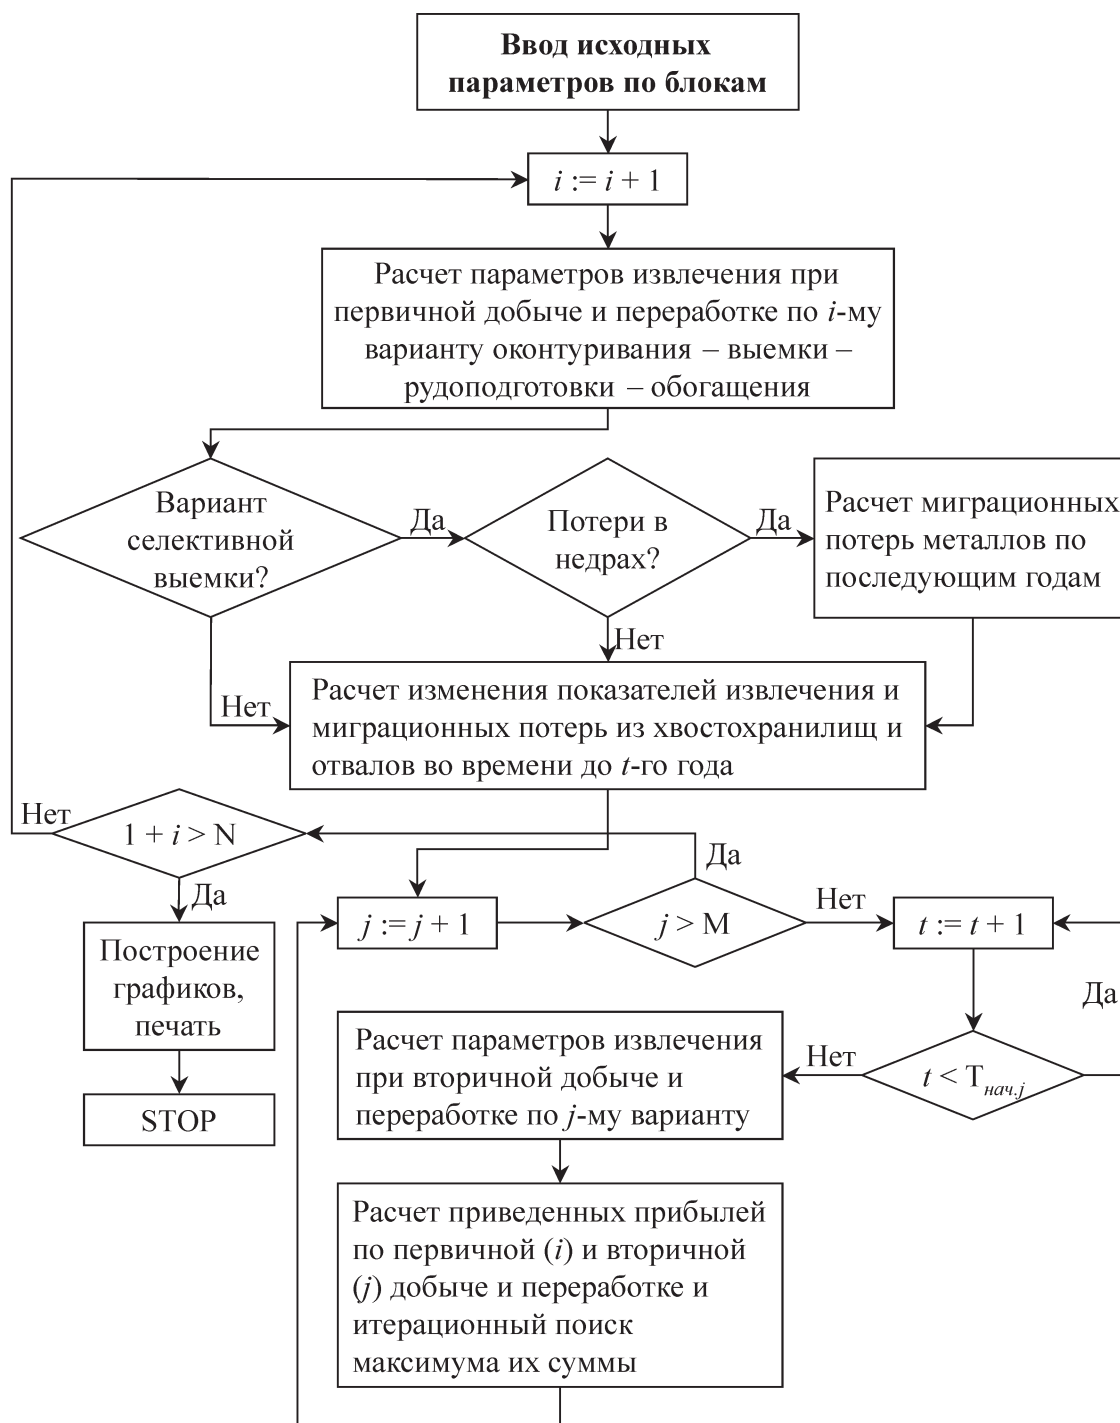 Ввод исходных
параметров по блокам
i := i + 1
Расчет параметров извлечения при
первичной добыче и переработке по i-му
варианту оконтуривания – выемки –
рудоподготовки – обогащения
Вариант
селективной
выемки?
Да
Потери в
недрах?
Да
Расчет миграционных
потерь металлов по
последующим годам
Нет
Нет
Расчет изменения показателей извлечения и
миграционных потерь из хвостохранилищ и
отвалов во времени до t-го года
Нет
1 + i > N
Да
Да
j := j + 1
j > M
Нет
t := t + 1
Построение
графиков,
печать
STOP
Да
Расчет параметров извлечения
при вторичной добыче и
переработке по j-му варианту
Нет
t < Tнач.j
Расчет приведенных прибылей
по первичной (i) и вторичной
(j) добыче и переработке и
итерационный поиск
максимума их суммы